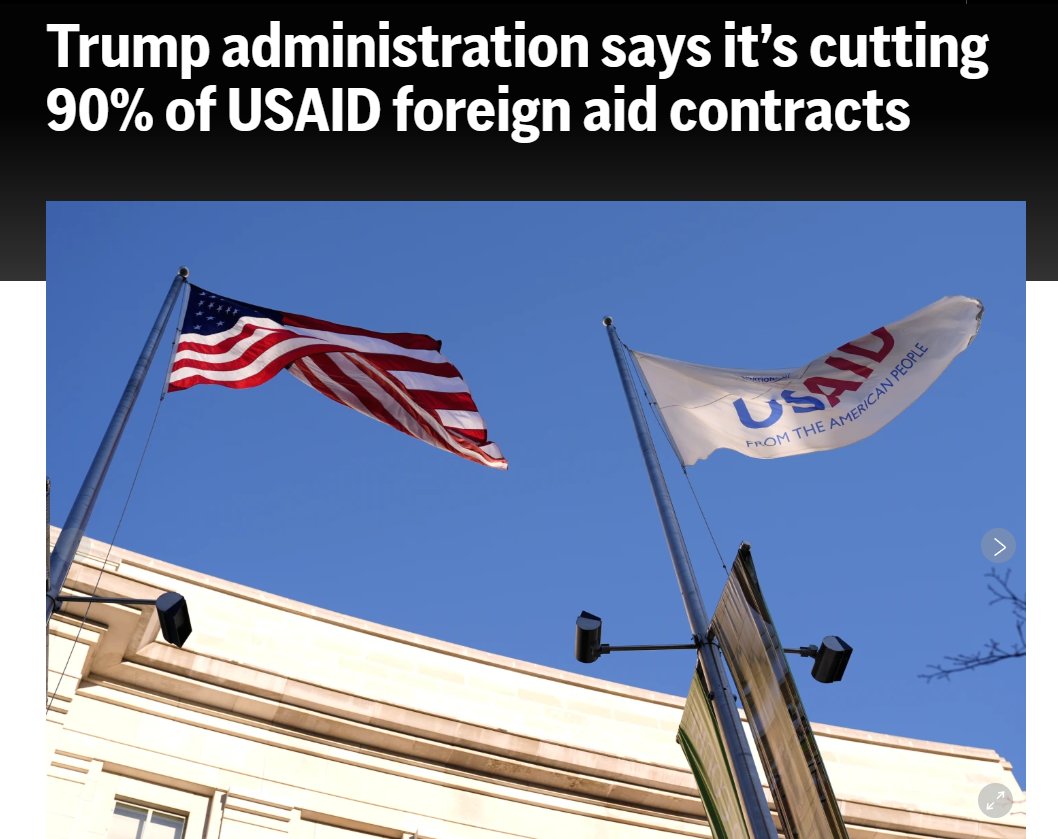 Trump administration says it’s cutting
90% of USAID foreign aid contracts
USAID
FROM THE AMERICAN PEOPLE